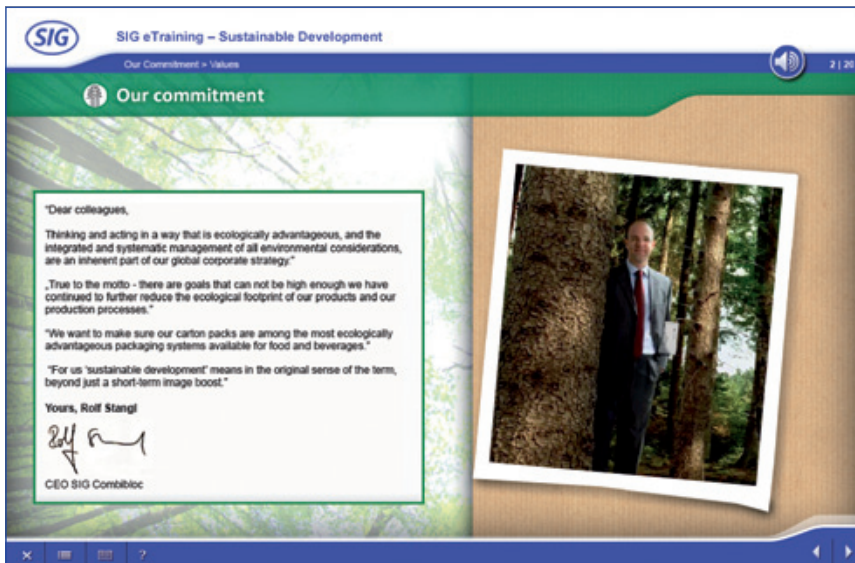 SIG
SIG eTraining – Sustainable Development
Our Commitment > Values
2 | 20
Our commitment
"Dear colleagues,
Thinking and acting in a way that is ecologically advantageous, and the
integrated and systematic management of all environmental considerations,
are an inherent part of our global corporate strategy."
„True to the motto - there are goals that can not be high enough we have
continued to further reduce the ecological footprint of our products and our
production processes."
"We want to make sure our carton packs are among the most ecologically
advantageous packaging systems available for food and beverages."
"For us 'sustainable development' means in the original sense of the term,
beyond just a short-term image boost."
Yours, Rolf Stangl
CEO SIG Combibloc
?